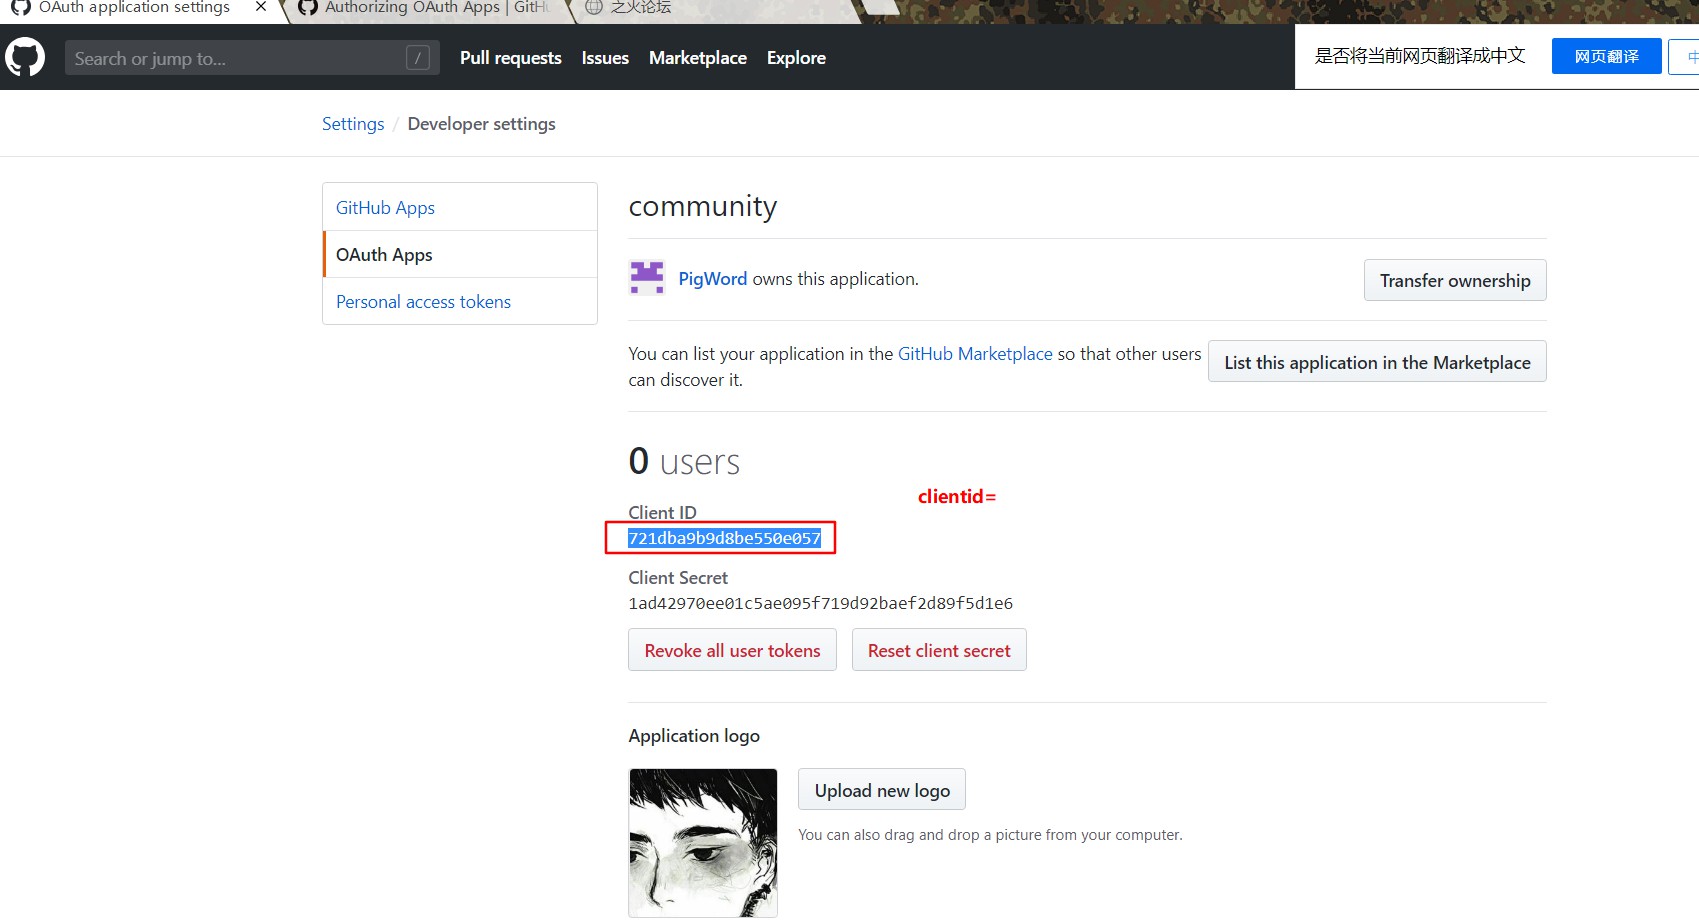 OAuth application settings
Authorizing OAuth Apps | GitHu
之火论坛
Search or jump to...
/
Pull requests
Issues
Marketplace
Explore
是否将当前网页翻译成中文
网页翻译
中
Settings / Developer settings
GitHub Apps
OAuth Apps
Personal access tokens
community
PigWord owns this application.
Transfer ownership
You can list your application in the GitHub Marketplace so that other users
can discover it.
List this application in the Marketplace
0 users
clientid=
Client ID
721dba9b9d8be550e057
Client Secret
1ad42970ee01c5ae095f719d92baef2d89f5d1e6
Revoke all user tokens
Reset client secret
Application logo
Upload new logo
You can also drag and drop a picture from your computer.